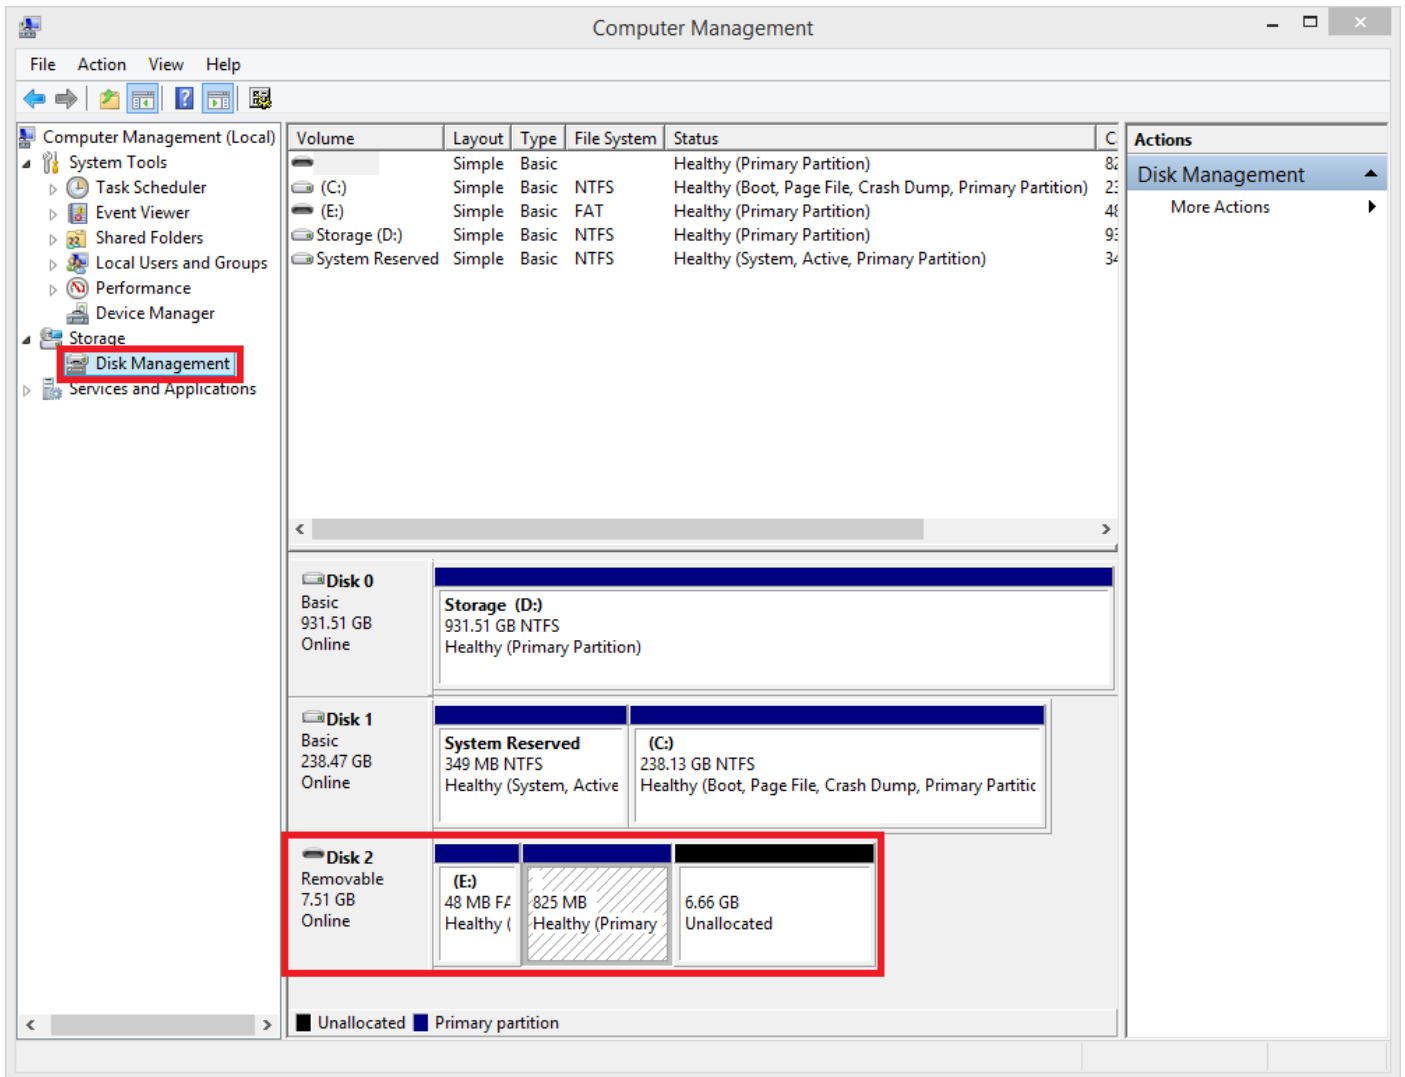 Computer Management
File Action View Help
Computer Management (Local)
System Tools
Task Scheduler
Event Viewer
Shared Folders
Local Users and Groups
Performance
Device Manager
Storage
Disk Management
Services and Applications
Volume Layout Type File System Status C
Simple Basic Healthy (Primary Partition) 82
(C:) Simple Basic NTFS Healthy (Boot, Page File, Crash Dump, Primary Partition) 23
(E:) Simple Basic FAT Healthy (Primary Partition) 48
Storage (D:) Simple Basic NTFS Healthy (Primary Partition) 93
System Reserved Simple Basic NTFS Healthy (System, Active, Primary Partition) 34
Actions
Disk Management
More Actions
Disk 0
Basic
931.51 GB
Online
Storage (D:)
931.51 GB NTFS
Healthy (Primary Partition)
Disk 1
Basic
238.47 GB
Online
System Reserved
349 MB NTFS
Healthy (System, Active
(C:)
238.13 GB NTFS
Healthy (Boot, Page File, Crash Dump, Primary Partitic
Disk 2
Removable
7.51 GB
Online
(E:)
48 MB FA
Healthy (
825 MB
Healthy (Primary
6.66 GB
Unallocated
Unallocated Primary partition